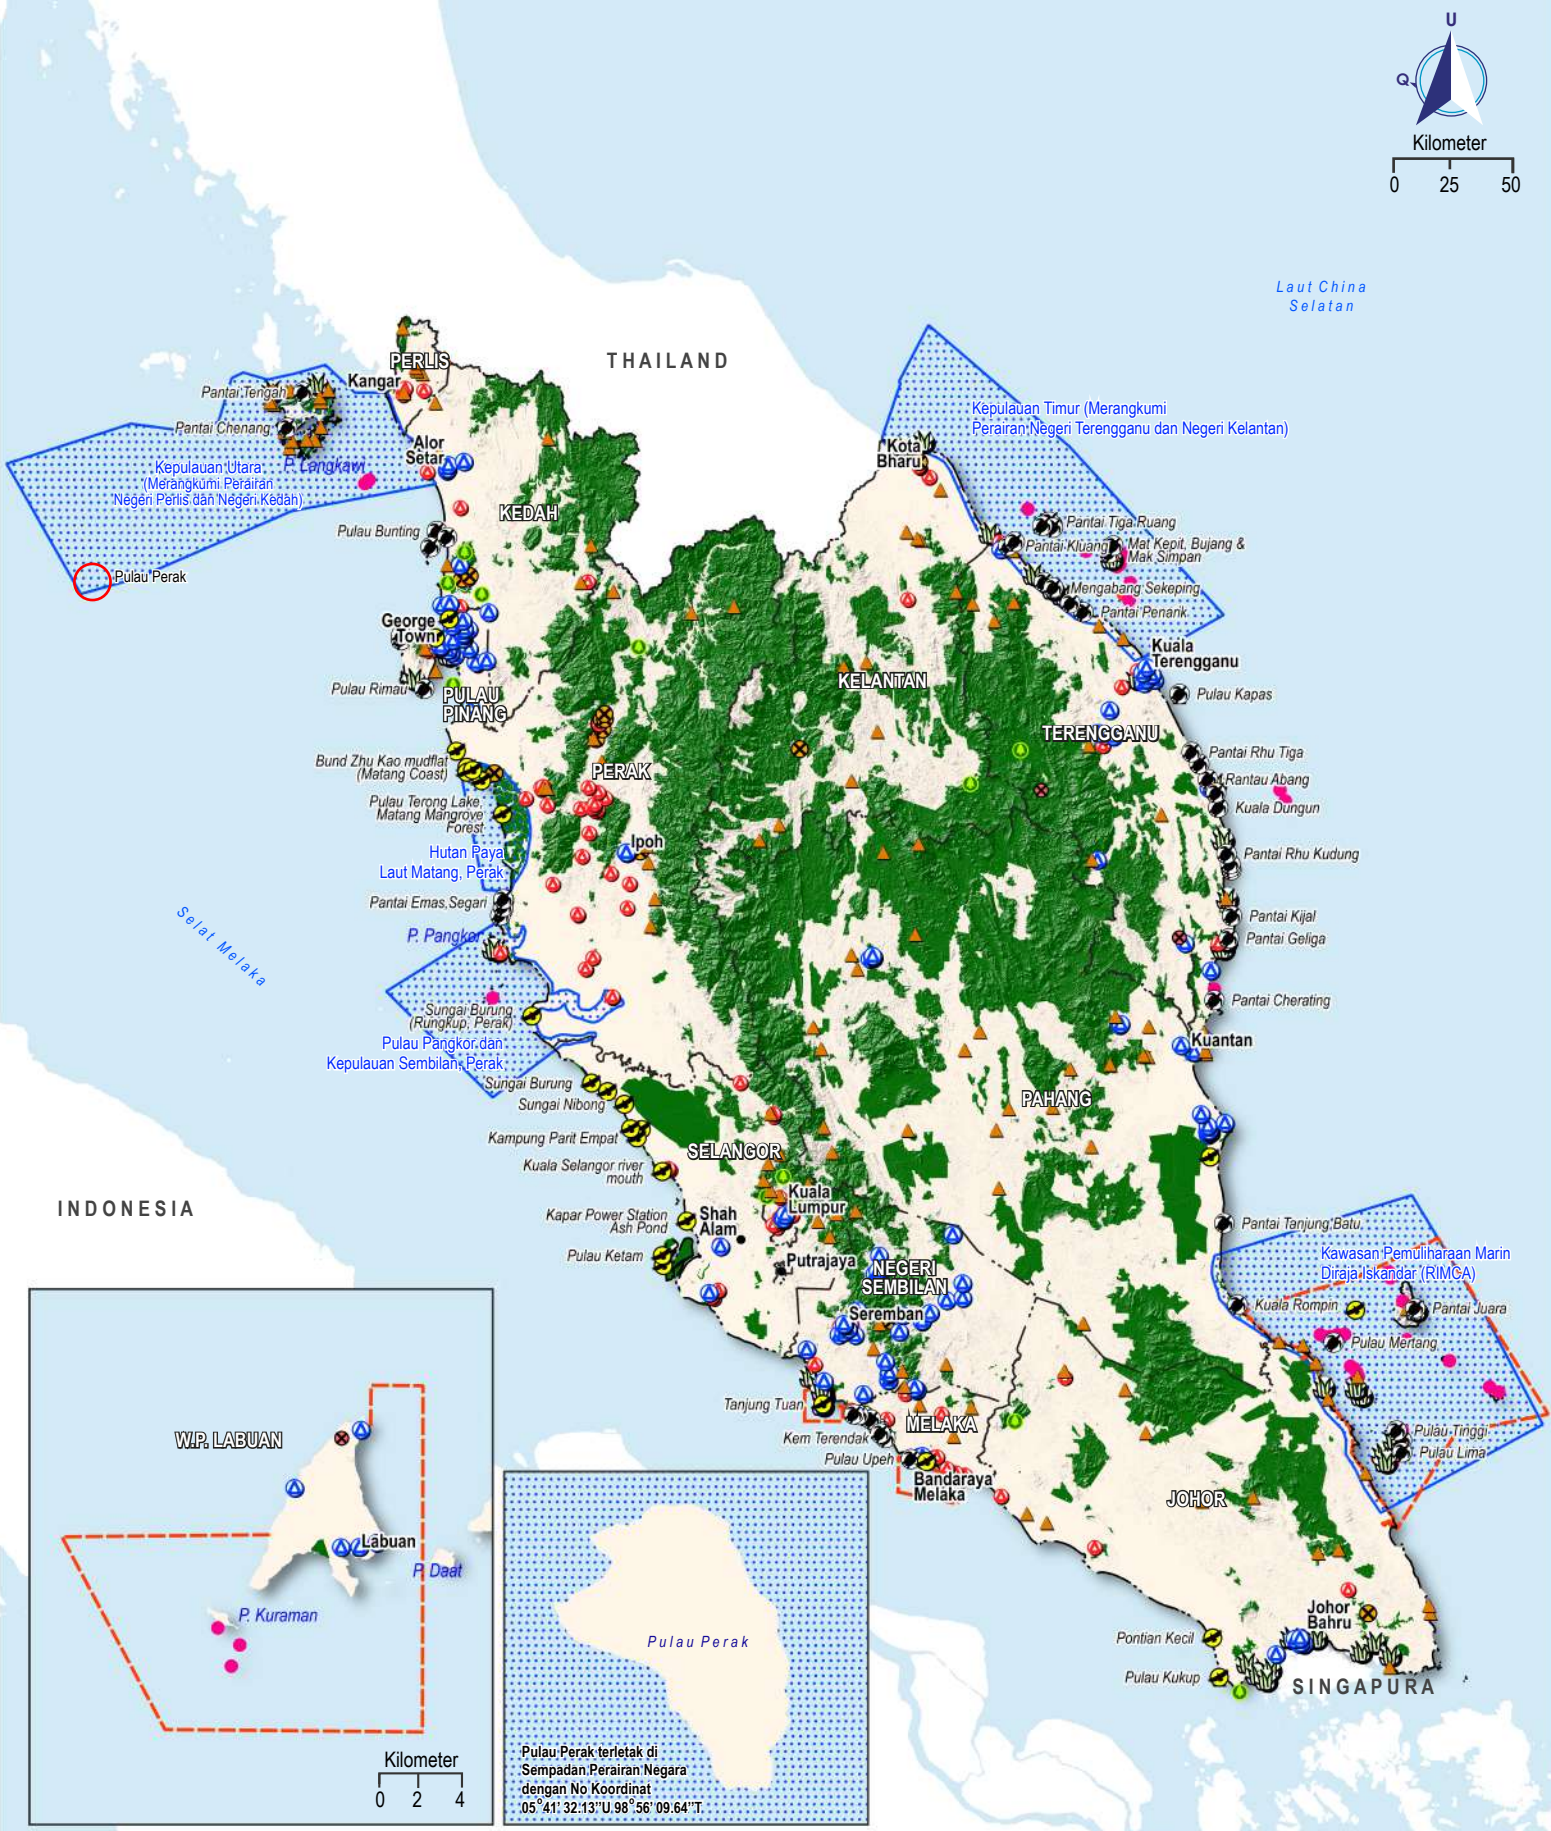 U
Q
Kilometer
0 25 50
Laut China
Selatan
THAILAND
PERLIS
Kangar
Pantai Tengah
Pantai Chenang
Alor
Setar
P. Langkawi
Kepulauan Utara
(Merangkumi Perairan
Negeri Perlis dan Negeri Kedah)
KEDAH
Pulau Bunting
Pulau Perak
George
Town
Pulau Rimau
PULAU
PINANG
Kepulauan Timur (Merangkumi
Perairan Negeri Terengganu dan Negeri Kelantan)
Kota
Bharu
Pantai Tiga Ruang
Pantai Kluang
Mat Kepit, Bujang &
Mak Simpan
Mengabang Sekeping
Pantai Penarik
Kuala
Terengganu
KELANTAN
Pulau Kapas
TERENGGANU
Pantai Rhu Tiga
Rantau Abang
Kuala Dungun
Bund Zhu Kao mudflat
(Matang Coast)
PERAK
Pulau Terong Lake,
Matang Mangrove
Forest
Ipoh
Hutan Paya
Laut Matang, Perak
Pantai Rhu Kudung
Pantai Emas,Segari
Pantai Kijal
P. Pangkor
Pantai Geliga
Selat Melaka
Pantai Cherating
Sungai Burung
(Rungkup, Perak)
Pulau Pangkor dan
Kepulauan Sembilan, Perak
Kuantan
Sungai Burung
Sungai Nibong
PAHANG
Kampung Parit Empat
SELANGOR
Kuala Selangor river
mouth
INDONESIA
Kuala
Lumpur
Kapar Power Station
Ash Pond
Shah
Alam
Pantai Tanjung Batu
Pulau Ketam
Putrajaya
NEGERI
SEMBILAN
Kawasan Pemuliharaan Marin
Diraja Iskandar (RIMCA)
Seremban
Kuala Rompin
Pantai Juara
Pulau Mertang
Tanjung Tuan
MELAKA
Kem Terendak
Pulau Upeh
Pulau Tinggi
Pulau Lima
Bandaraya
Melaka
JOHOR
W.P. LABUAN
Labuan
P. Daat
P. Kuraman
Kilometer
0 2 4
Pulau Perak
Pulau Perak terletak di
Sempadan Perairan Negara
dengan No Koordinat
05°41' 32.13"U 98°.56' 09.64"T
Johor
Bahru
Pontian Kecil
Pulau Kukup
SINGAPURA